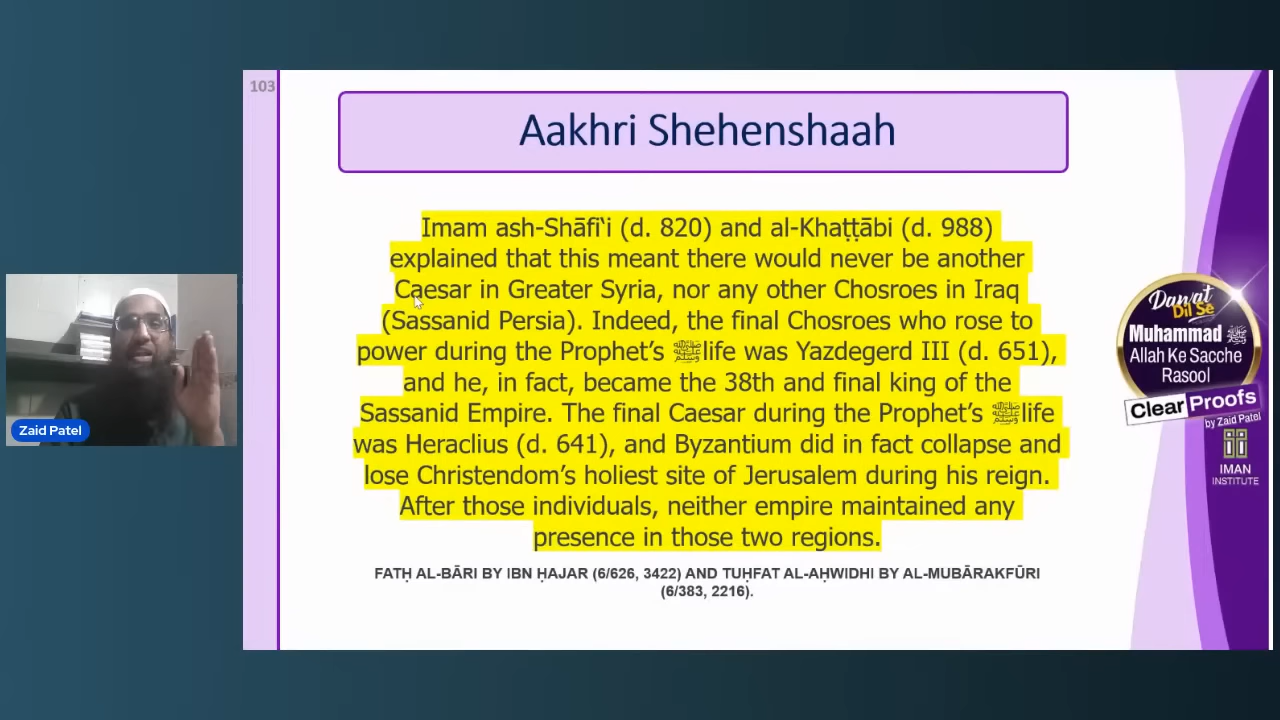 103
Aakhri Shehenshaah
Imam ash-Shāfi‘i (d. 820) and al-Khaṭṭābi (d. 988)
explained that this meant there would never be another
Caesar in Greater Syria, nor any other Chosroes in Iraq
(Sassanid Persia). Indeed, the final Chosroes who rose to
power during the Prophet’s ﷺ life was Yazdegerd III (d. 651),
and he, in fact, became the 38th and final king of the
Sassanid Empire. The final Caesar during the Prophet’s ﷺ life
was Heraclius (d. 641), and Byzantium did in fact collapse and
lose Christendom’s holiest site of Jerusalem during his reign.
After those individuals, neither empire maintained any
presence in those two regions.
FATḤ AL-BĀRI BY IBN ḤAJAR (6/626, 3422) AND TUḤFAT AL-AḤWIDHI BY AL-MUBĀRAKFŪRI
(6/383, 2216).
Zaid Patel
Dawat
Dil Se
Muhammad ﷺ
Allah Ke Sacche
Rasool
Clear Proofs
by Zaid Patel
IMAN
INSTITUTE